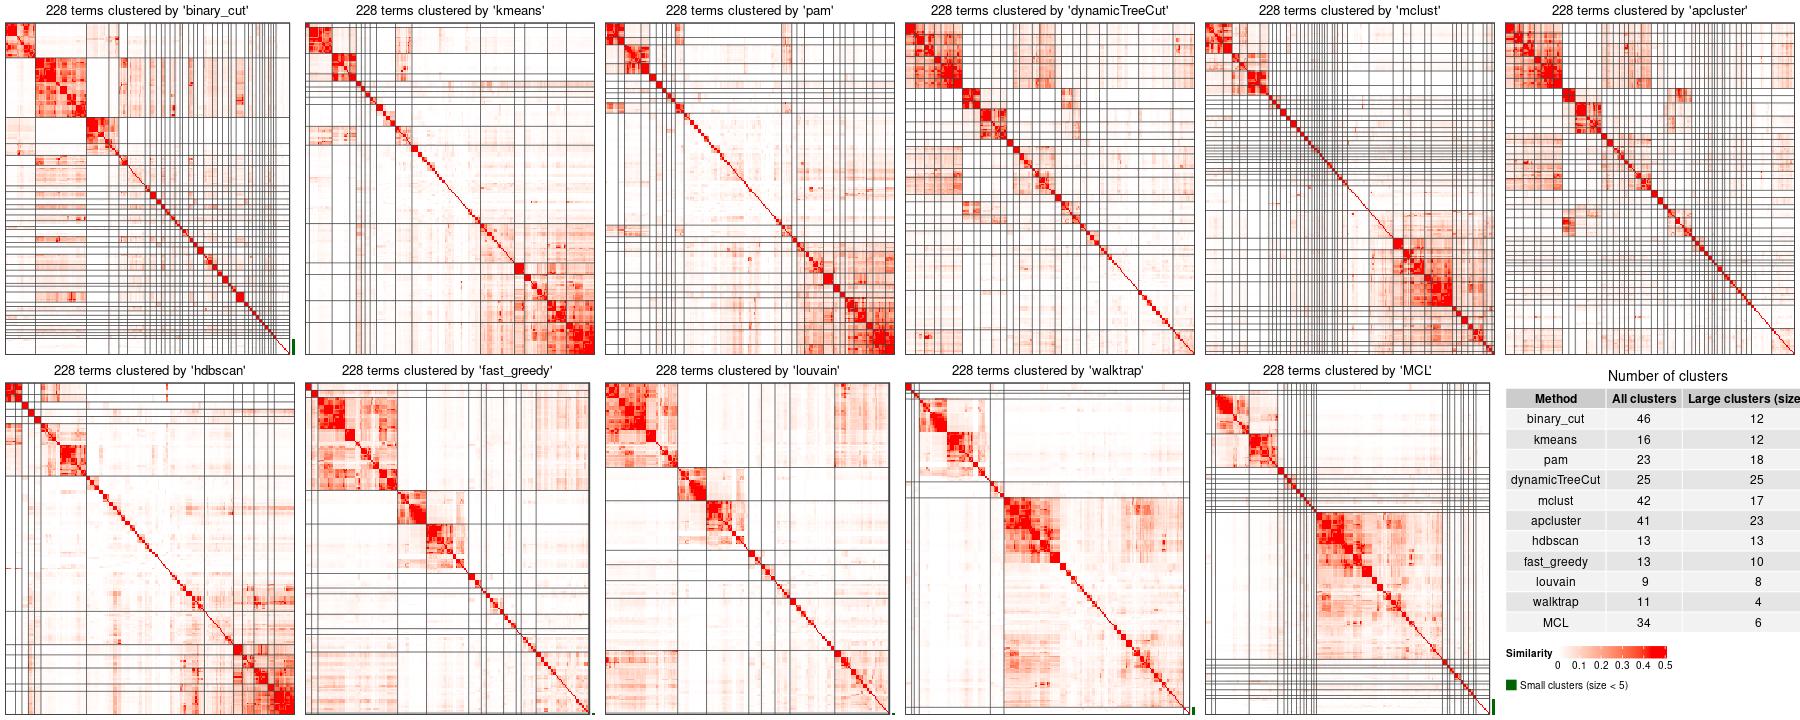 228 terms clustered by 'binary_cut'
228 terms clustered by 'kmeans'
228 terms clustered by 'pam'
228 terms clustered by 'dynamicTreeCut'
228 terms clustered by 'mclust'
228 terms clustered by 'apcluster'
228 terms clustered by 'hdbscan'
228 terms clustered by 'fast_greedy'
228 terms clustered by 'louvain'
228 terms clustered by 'walktrap'
228 terms clustered by 'MCL'
Number of clusters
Method All clusters Large clusters (size
binary_cut 46 12
kmeans 16 12
pam 23 18
dynamicTreeCut 25 25
mclust 42 17
apcluster 41 23
hdbscan 13 13
fast_greedy 13 10
louvain 9 8
walktrap 11 4
MCL 34 6
Similarity
0 0.1 0.2 0.3 0.4 0.5
Small clusters (size < 5)